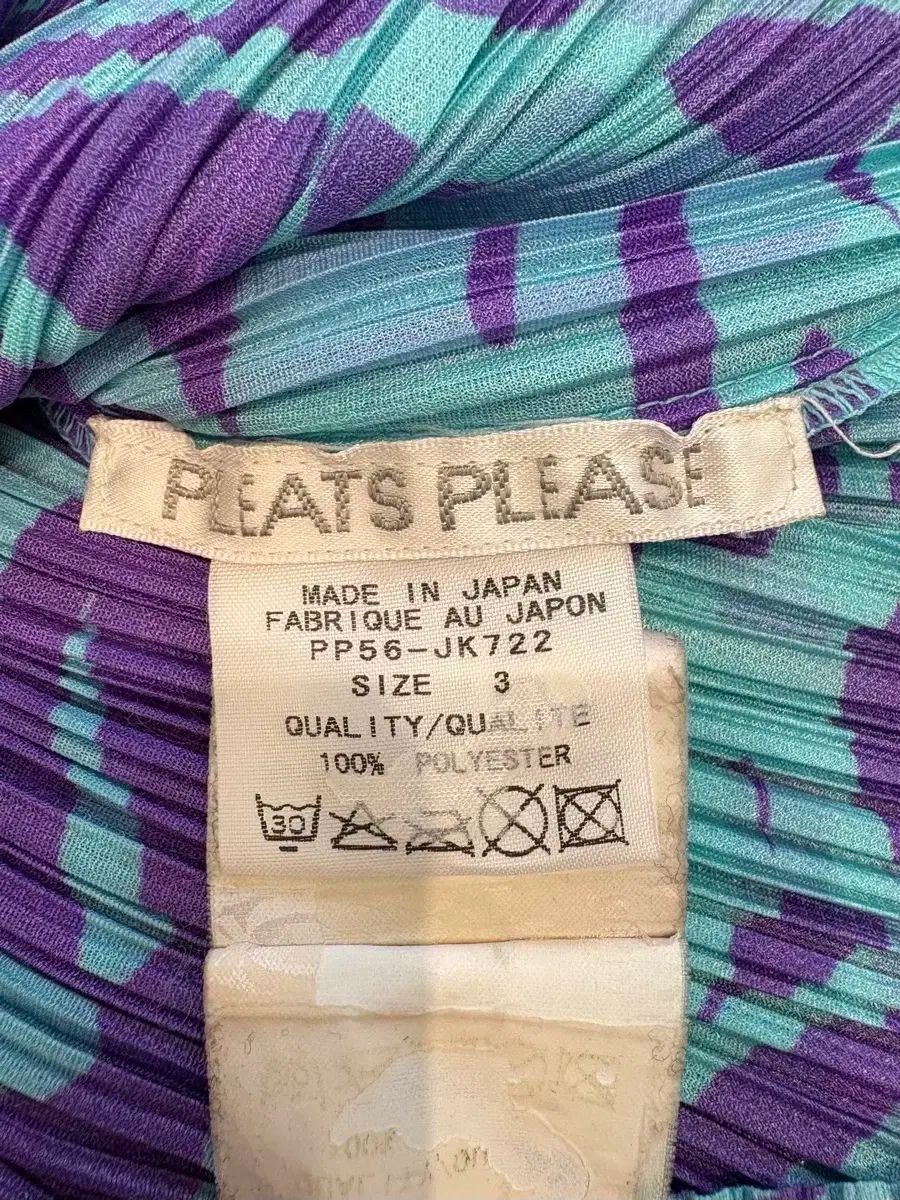 PLEATS PLEASE
MADE IN JAPAN
FABRIQUE AU JAPON
PP56-JK722
SIZE 3
QUALITY/QUALITE
100% POLYESTER
30